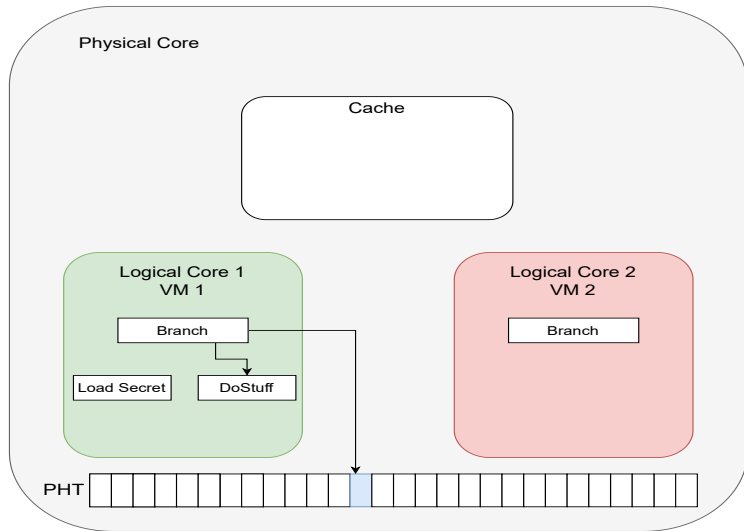 Physical Core
Cache
Logical Core 1
VM 1
Branch
Load Secret
DoStuff
Logical Core 2
VM 2
Branch
PHT